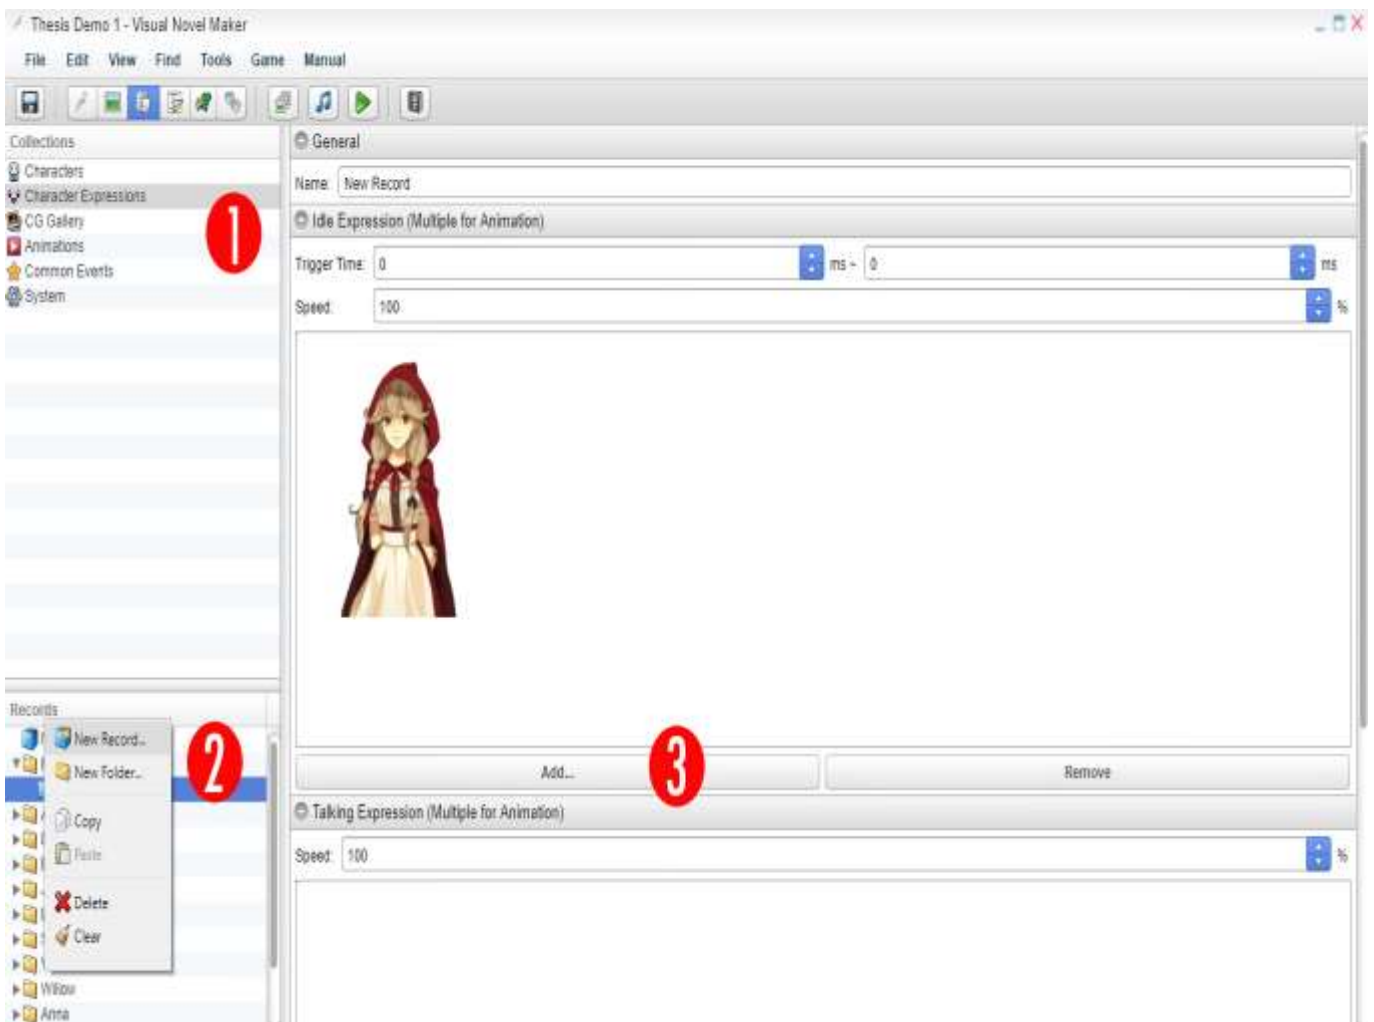 Thesis Demo 1 - Visual Novel Maker
File Edit View Find Tools Game Manual
Collections
Characters
Character Expressions
CG Gallery
Animations
Common Events
System
1
General
Name: New Record
Idle Expression (Multiple for Animation)
Trigger Time: 0 ms ~ 0 ms
Speed: 100 %
Records
New Record...
New Folder...
Copy
Paste
Delete
Clear
2
Willow
Anna
Add... 3 Remove
Talking Expression (Multiple for Animation)
Speed: 100 %